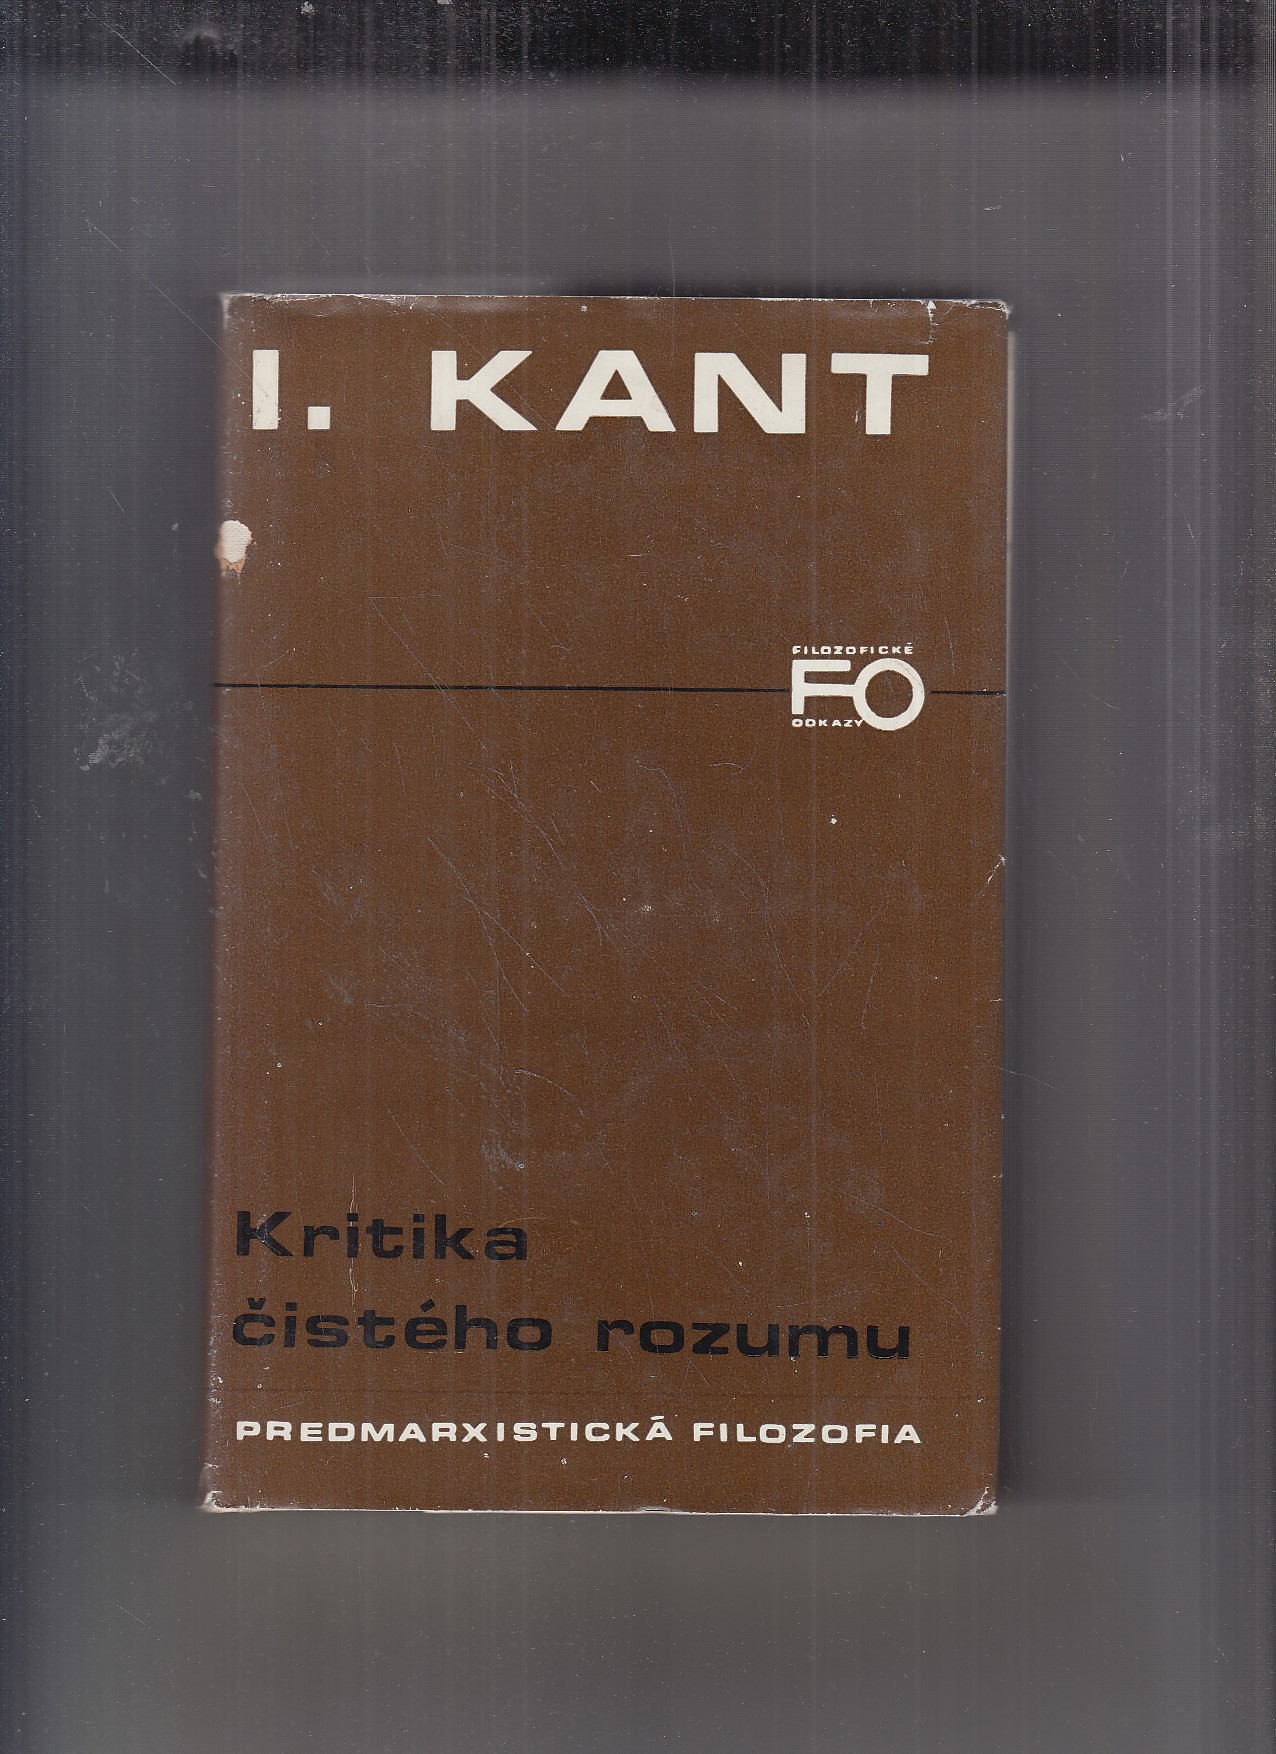 I. KANT
FILOZOFICKÉ
FO
ODKAZY
Kritika
čistého rozumu
PREDMARXISTICKÁ FILOZOFIA